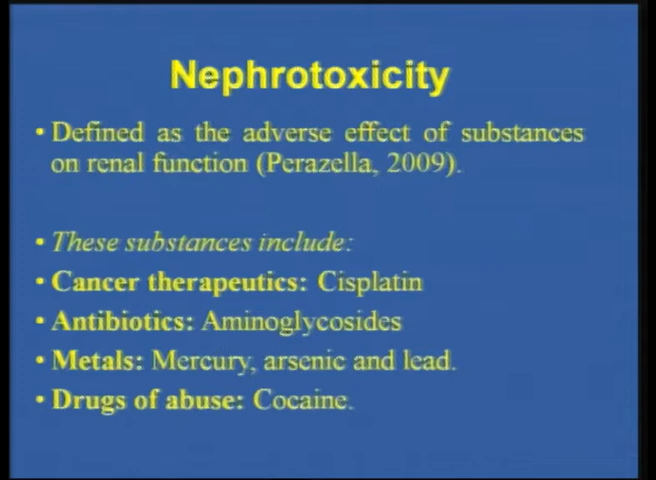 Nephrotoxicity
• Defined as the adverse effect of substances
on renal function (Perazella, 2009).
• These substances include:
• Cancer therapeutics: Cisplatin
• Antibiotics: Aminoglycosides
• Metals: Mercury, arsenic and lead.
• Drugs of abuse: Cocaine.